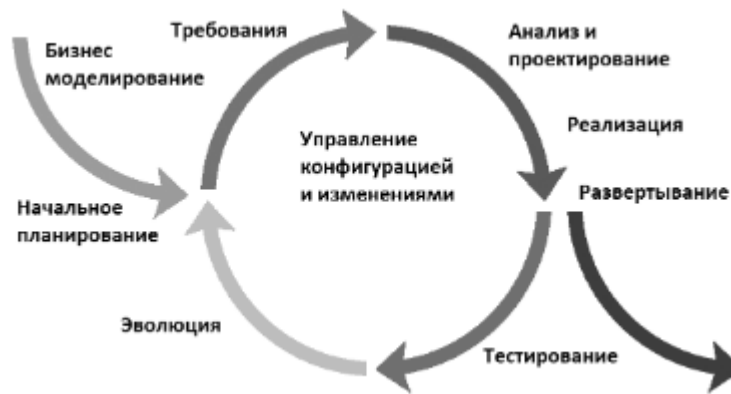 Требования
Бизнес
моделирование
Анализ и
проектирование
Реализация
Управление
конфигурацией
и изменениями
Развертывание
Начальное
планирование
Эволюция
Тестирование